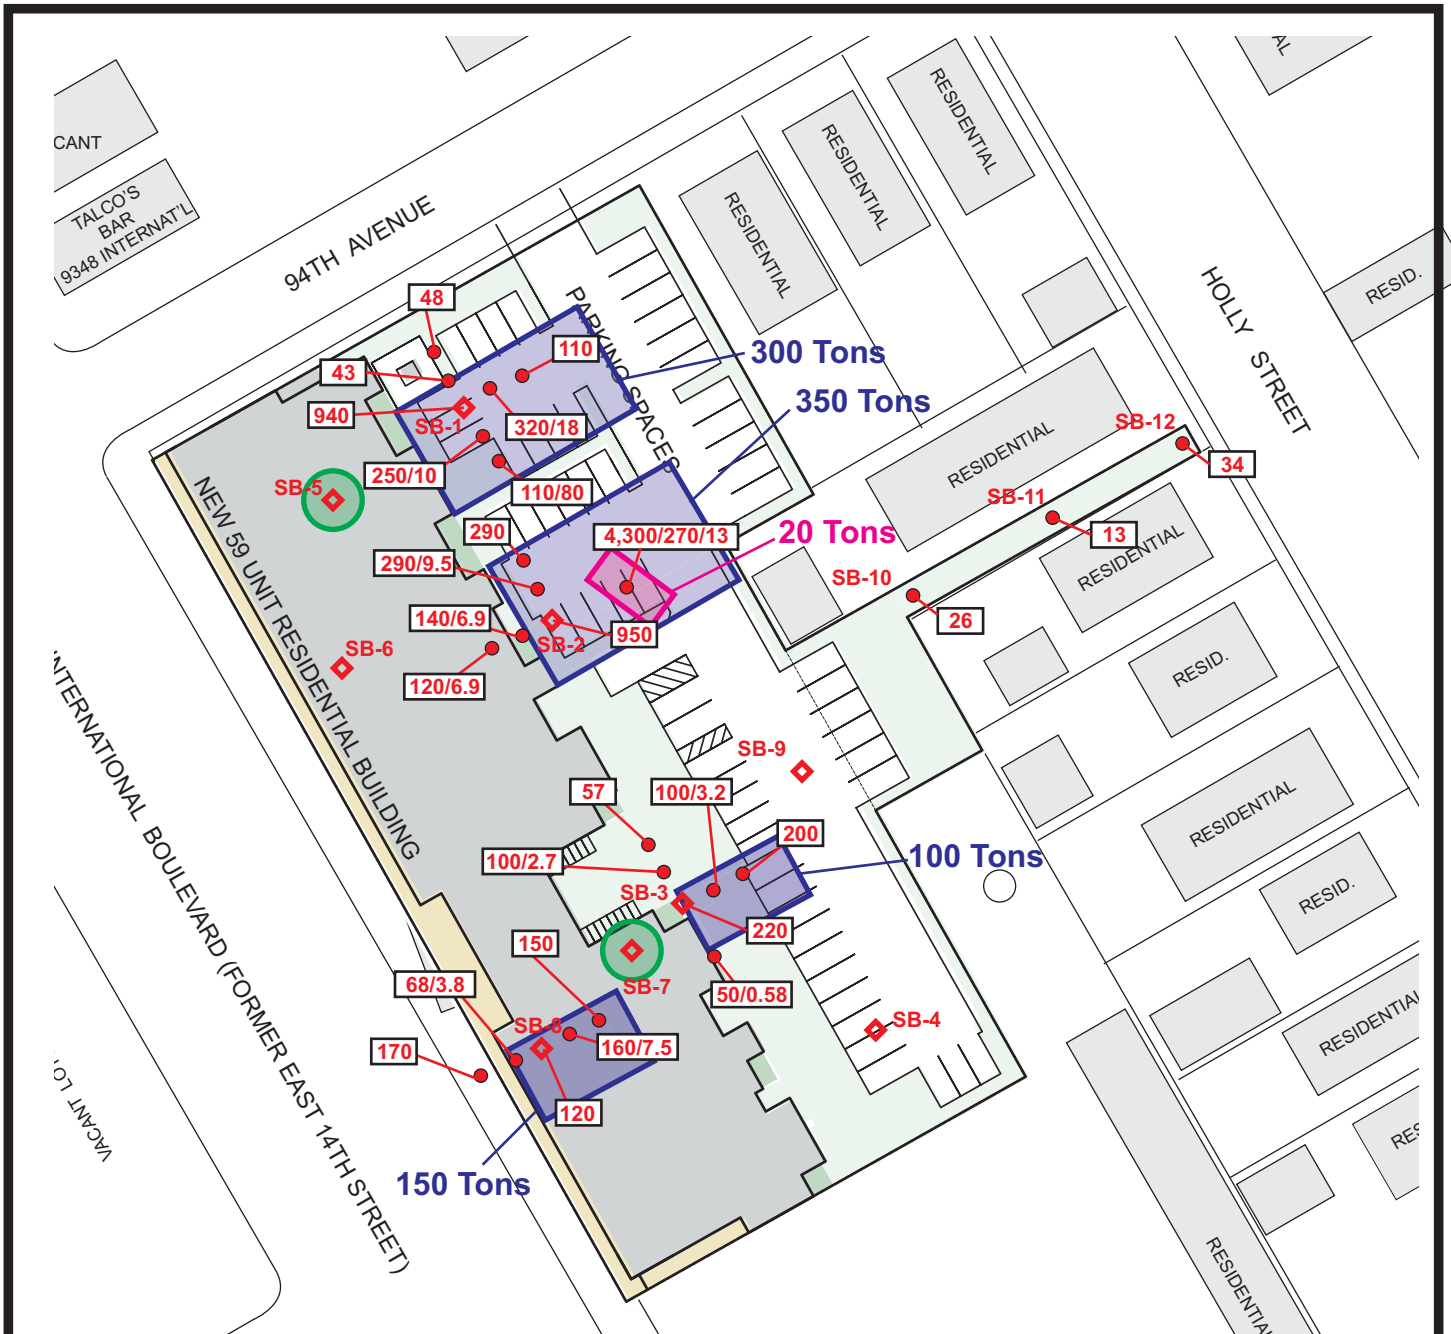 AL
RESIDENTIAL
RESIDENTIAL
RESIDENTIAL
CANT
TALCO'S
BAR
9348 INTERNAT'L
94TH AVENUE
HOLLY STREET
RESID.
48
PARKING SPACES
110
300 Tons
43
350 Tons
940
SB-1
320/18
SB-12
RESIDENTIAL
34
250/10
SB-5
110/80
SB-11
290
4,300/270/13
20 Tons
13
RESIDENTIAL
290/9.5
SB-10
140/6.9
950
26
SB-2
SB-6
120/6.9
NEW 59 UNIT RESIDENTIAL BUILDING
RESID.
SB-9
57
100/3.2
RESIDENTIAL
200
100/2.7
100 Tons
SB-3
RESID.
220
150
68/3.8
SB-7
50/0.58
SB-4
SB-8
RESIDENTIAL
170
160/7.5
120
RES
150 Tons
INTERNATIONAL BOULEVARD (FORMER EAST 14TH STREET)
VACANT LOT
RESIDENTIAL